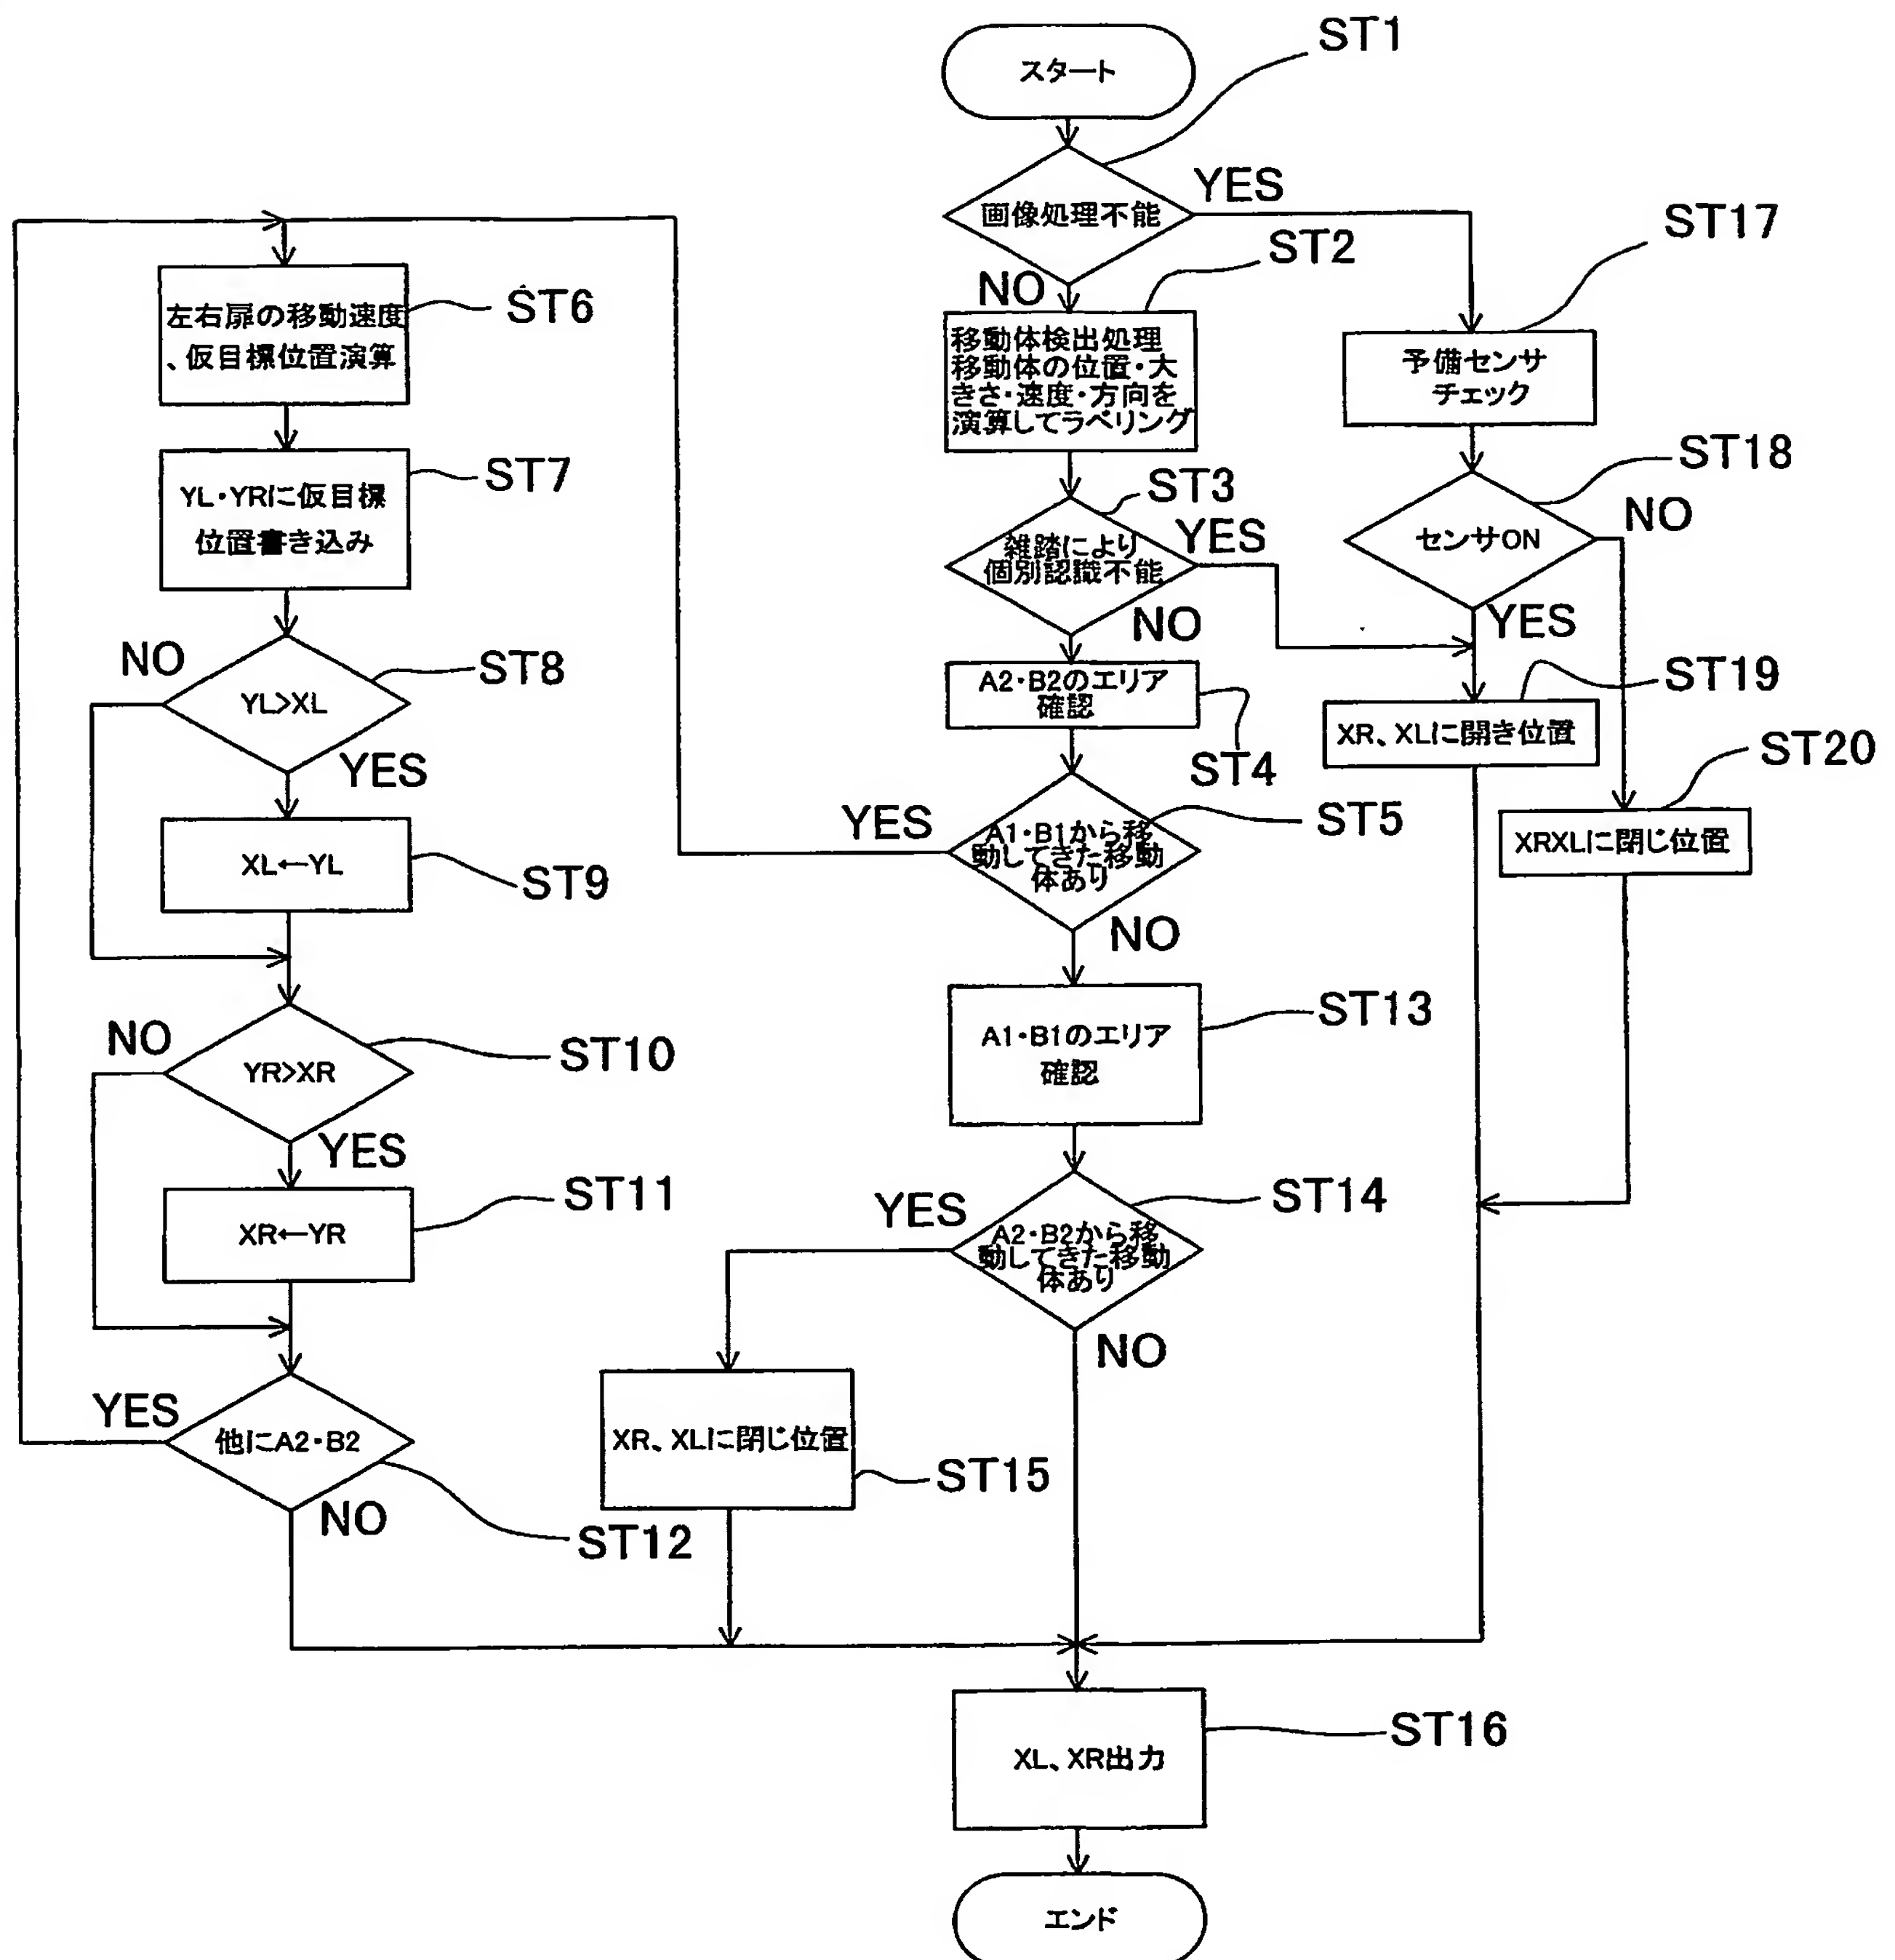 スタート
ST1
画像処理不能
YES
NO
ST2
移動体検出処理
移動体の位置・大
きさ・速度・方向を
演算してラベリング
ST3
雑踏により
個別認識不能
YES
NO
A2・B2のエリア
確認
ST4
A1・B1から移
動してきた移動
体あり
ST5
YES
NO
左右扉の移動速度
、仮目標位置演算
ST6
YL・YRに仮目標
位置書き込み
ST7
YL>XL
ST8
NO
YES
XL←YL
ST9
YR>XR
ST10
NO
YES
XR←YR
ST11
他にA2・B2
ST12
YES
NO
A1・B1のエリア
確認
ST13
A2・B2から移
動してきた移動
体あり
ST14
YES
NO
XR、XLに閉じ位置
ST15
XL、XR出力
ST16
エンド
ST17
予備センサ
チェック
ST18
センサON
NO
YES
ST19
XR、XLに開き位置
ST20
XRXLに閉じ位置